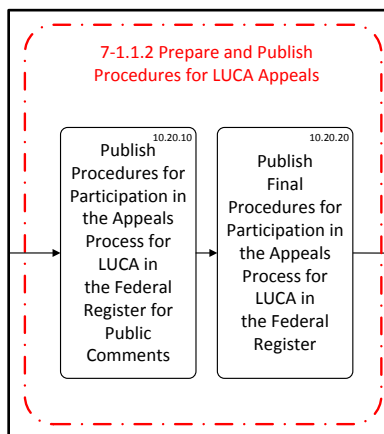 7-1.1.2 Prepare and Publish
Procedures for LUCA Appeals
10.20.10
Publish
Procedures for
Participation in
the Appeals
Process for
LUCA in
the Federal
Register for
Public
Comments
10.20.20
Publish
Final
Procedures for
Participation in
the Appeals
Process for
LUCA in
the Federal
Register